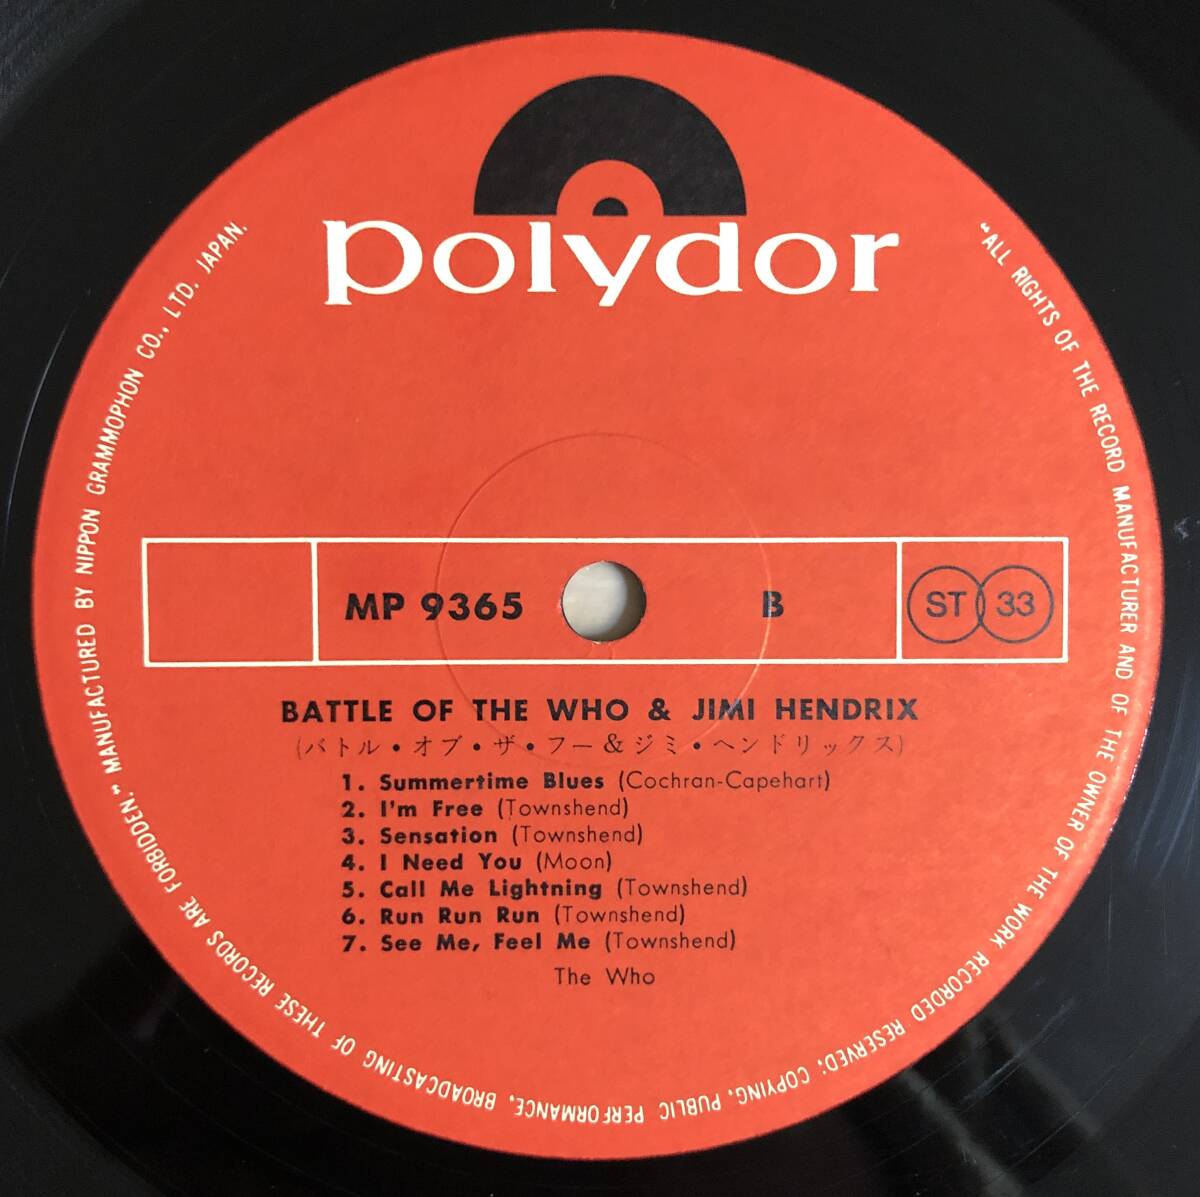 polydor
MP 9365
B
ST 33
BATTLE OF THE WHO & JIMI HENDRIX
(バトル・オブ・ザ・フー&ジミ・ヘンドリックス)
1. Summertime Blues (Cochran-Capehart)
2. I'm Free (Townshend)
3. Sensation (Townshend)
4. I Need You (Moon)
5. Call Me Lightning (Townshend)
6. Run Run Run (Townshend)
7. See Me, Feel Me (Townshend)
The Who
"ALL RIGHTS OF THE RECORD MANUFACTURER AND OF THE OWNER OF THE WORK RECORDED RESERVED; COPYING, PUBLIC PERFORMANCE, BROADCASTING OF THESE RECORDS ARE FORBIDDEN." MANUFACTURED BY NIPPON GRAMMOPHON CO., LTD. JAPAN.